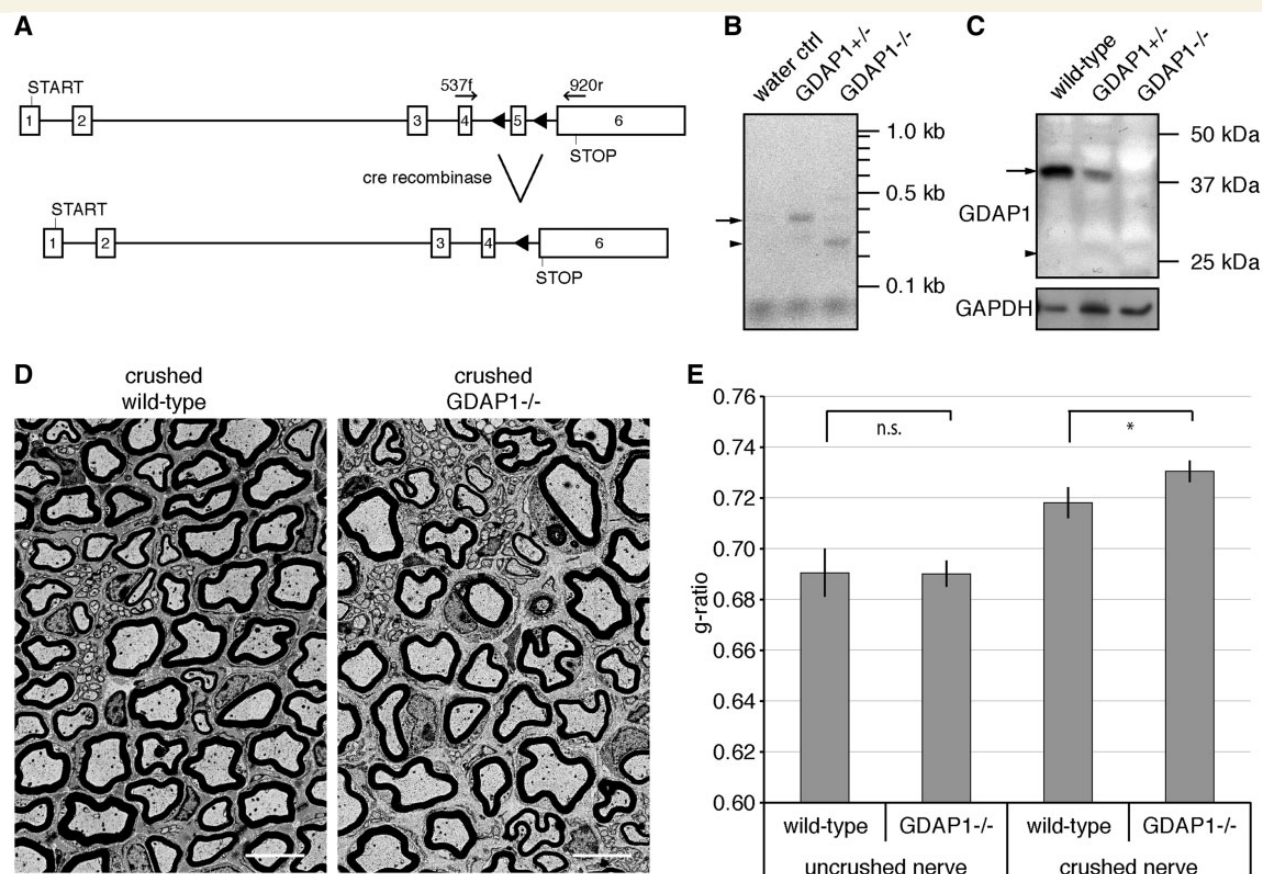 A
START
537f
920r
1
2
3
4
5
6
STOP
cre recombinase
START
1
2
3
4
6
STOP
B
water ctrl
GDAP1+/-
GDAP1-/-
1.0 kb
0.5 kb
0.1 kb
C
wild-type
GDAP1+/-
GDAP1-/-
50 kDa
37 kDa
GDAP1
25 kDa
GAPDH
D
crushed
wild-type
crushed
GDAP1-/-
E
g-ratio
0.76
0.74
0.72
0.70
0.68
0.66
0.64
0.62
0.60
n.s.
*
wild-type
GDAP1-/-
wild-type
GDAP1-/-
uncrushed nerve
crushed nerve